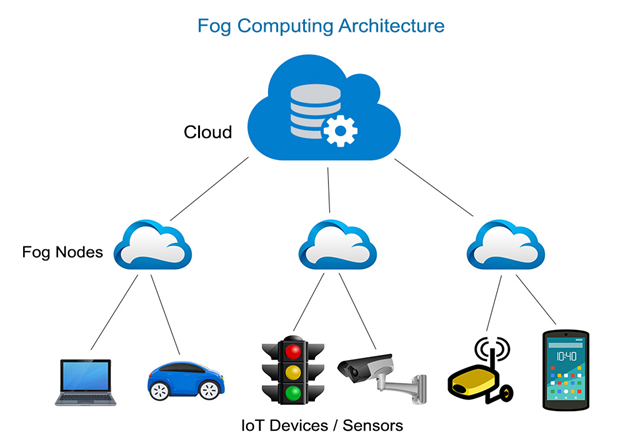 Fog Computing Architecture
Cloud
Fog Nodes
10:40
IoT Devices / Sensors